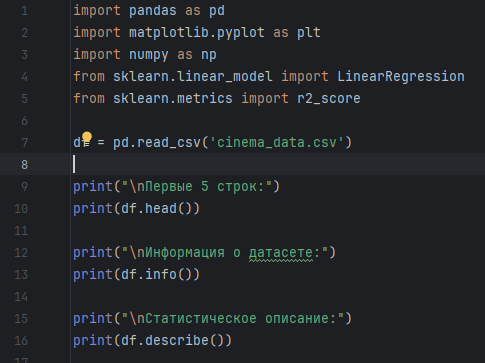 1 import pandas as pd
2 import matplotlib.pyplot as plt
3 import numpy as np
4 from sklearn.linear_model import LinearRegression
5 from sklearn.metrics import r2_score
6
7 df = pd.read_csv('cinema_data.csv')
8
9 print("\nПервые 5 строк:")
10 print(df.head())
11
12 print("\nИнформация о датасете:")
13 print(df.info())
14
15 print("\nСтатистическое описание:")
16 print(df.describe())
17